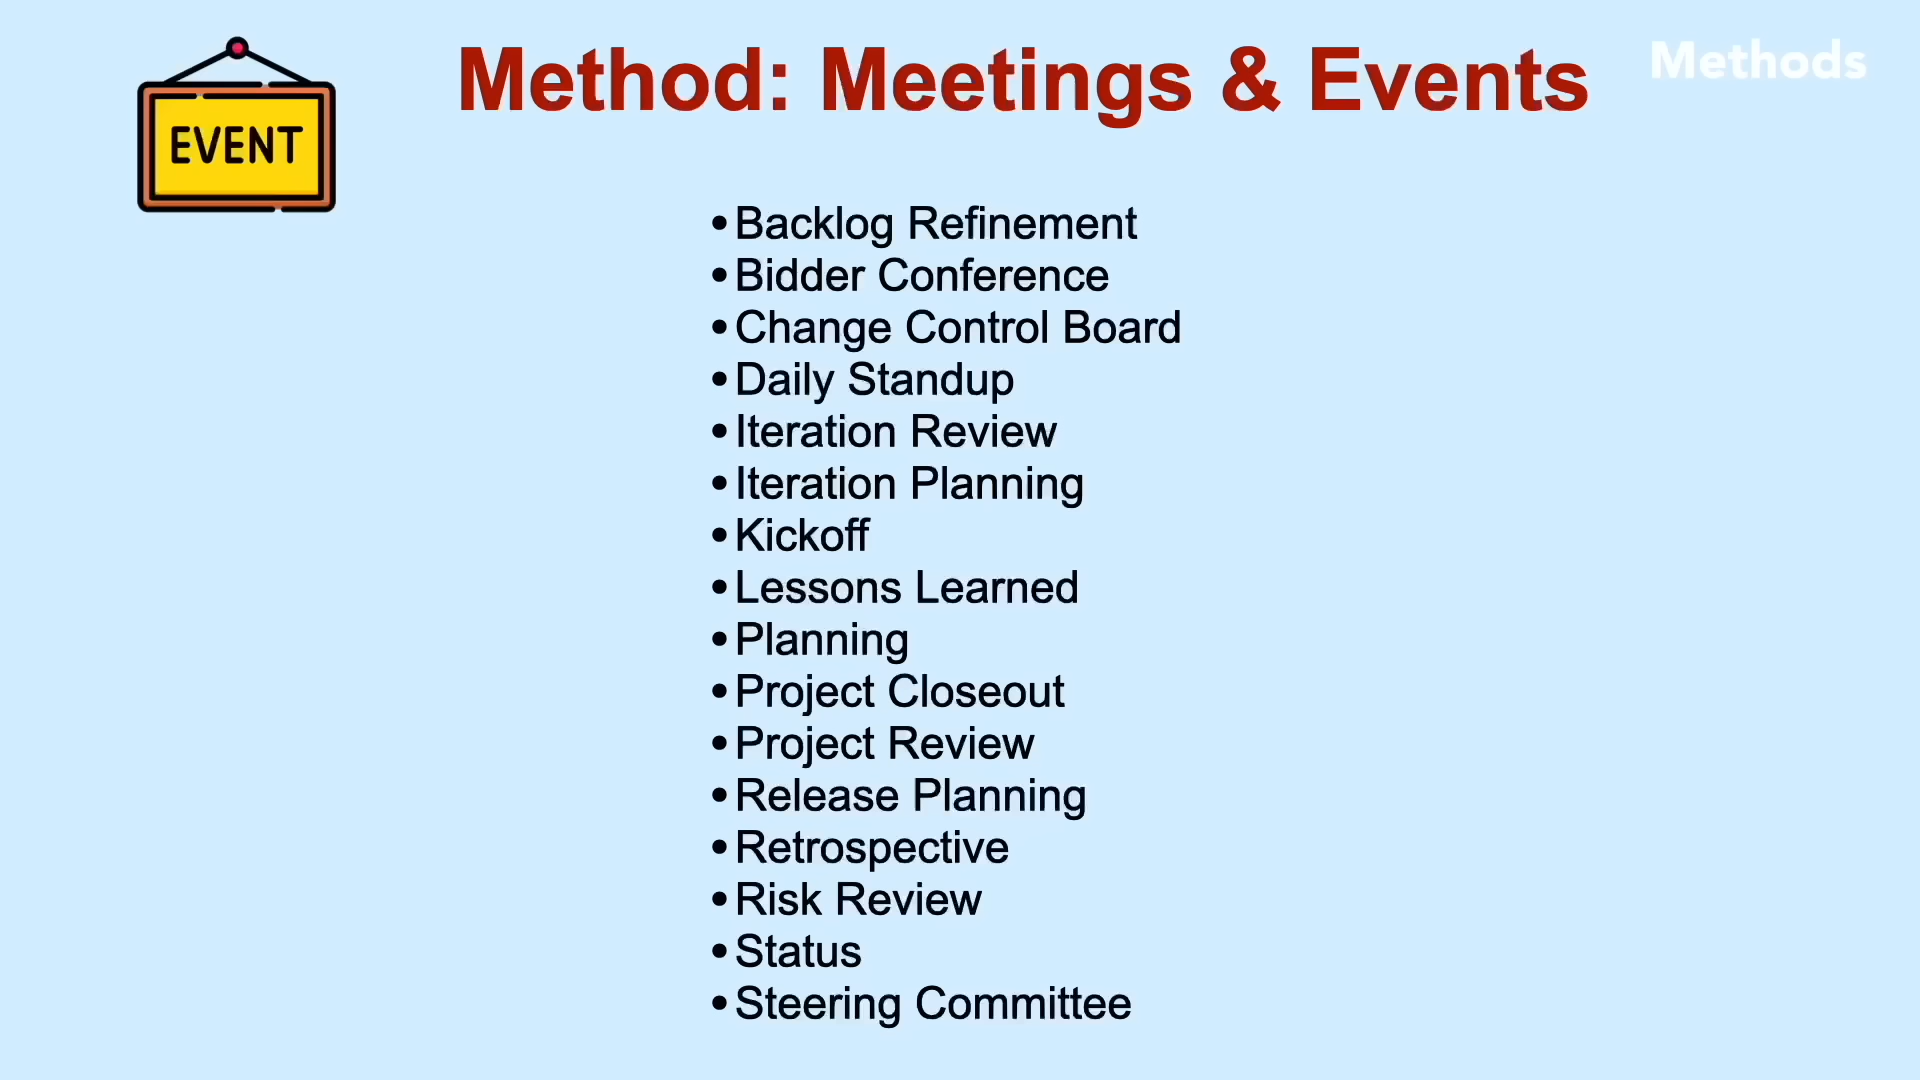 Method: Meetings & Events
Methods
EVENT
•Backlog Refinement
•Bidder Conference
•Change Control Board
•Daily Standup
•Iteration Review
•Iteration Planning
•Kickoff
•Lessons Learned
•Planning
•Project Closeout
•Project Review
•Release Planning
•Retrospective
•Risk Review
•Status
•Steering Committee